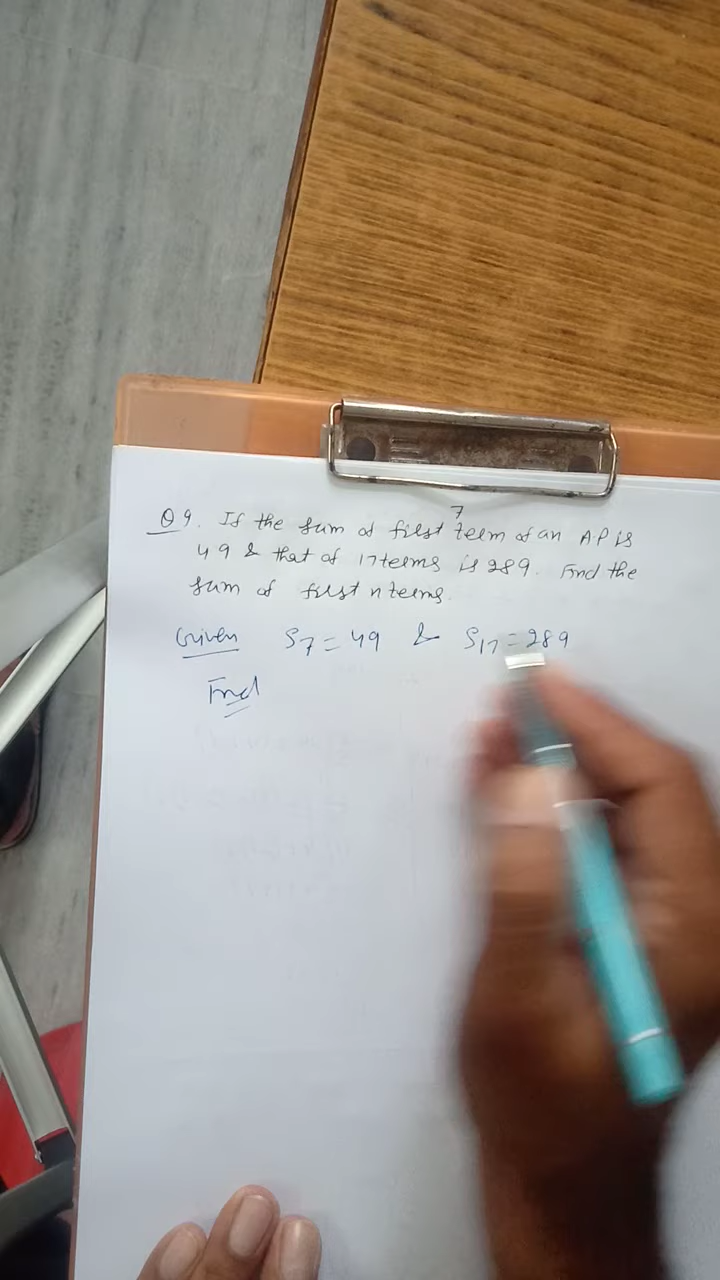 Q9. If the sum of first 7 term of an A.P is
49 & that of 17 terms is 289. Find the
sum of first n terms.
Given S7 = 49 & S17 = 289
Find